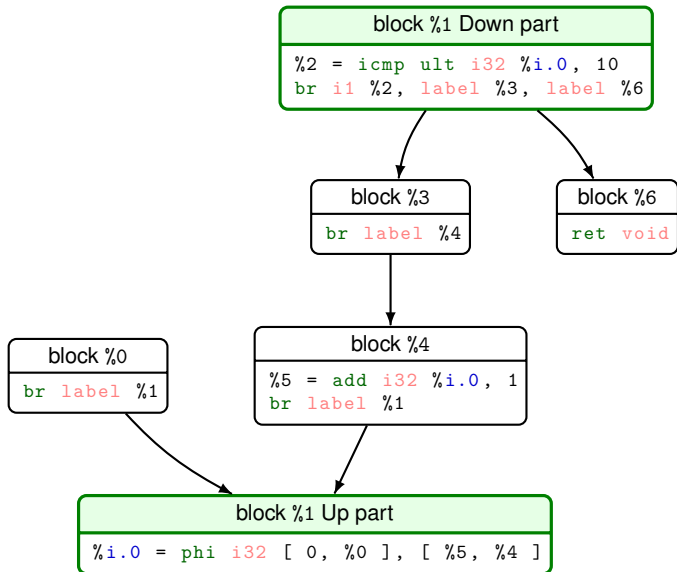 block %1 Down part
%2 = icmp ult i32 %i.0, 10
br i1 %2, label %3, label %6
block %3
br label %4
block %6
ret void
block %0
br label %1
block %4
%5 = add i32 %i.0, 1
br label %1
block %1 Up part
%i.0 = phi i32 [ 0, %0 ], [ %5, %4 ]